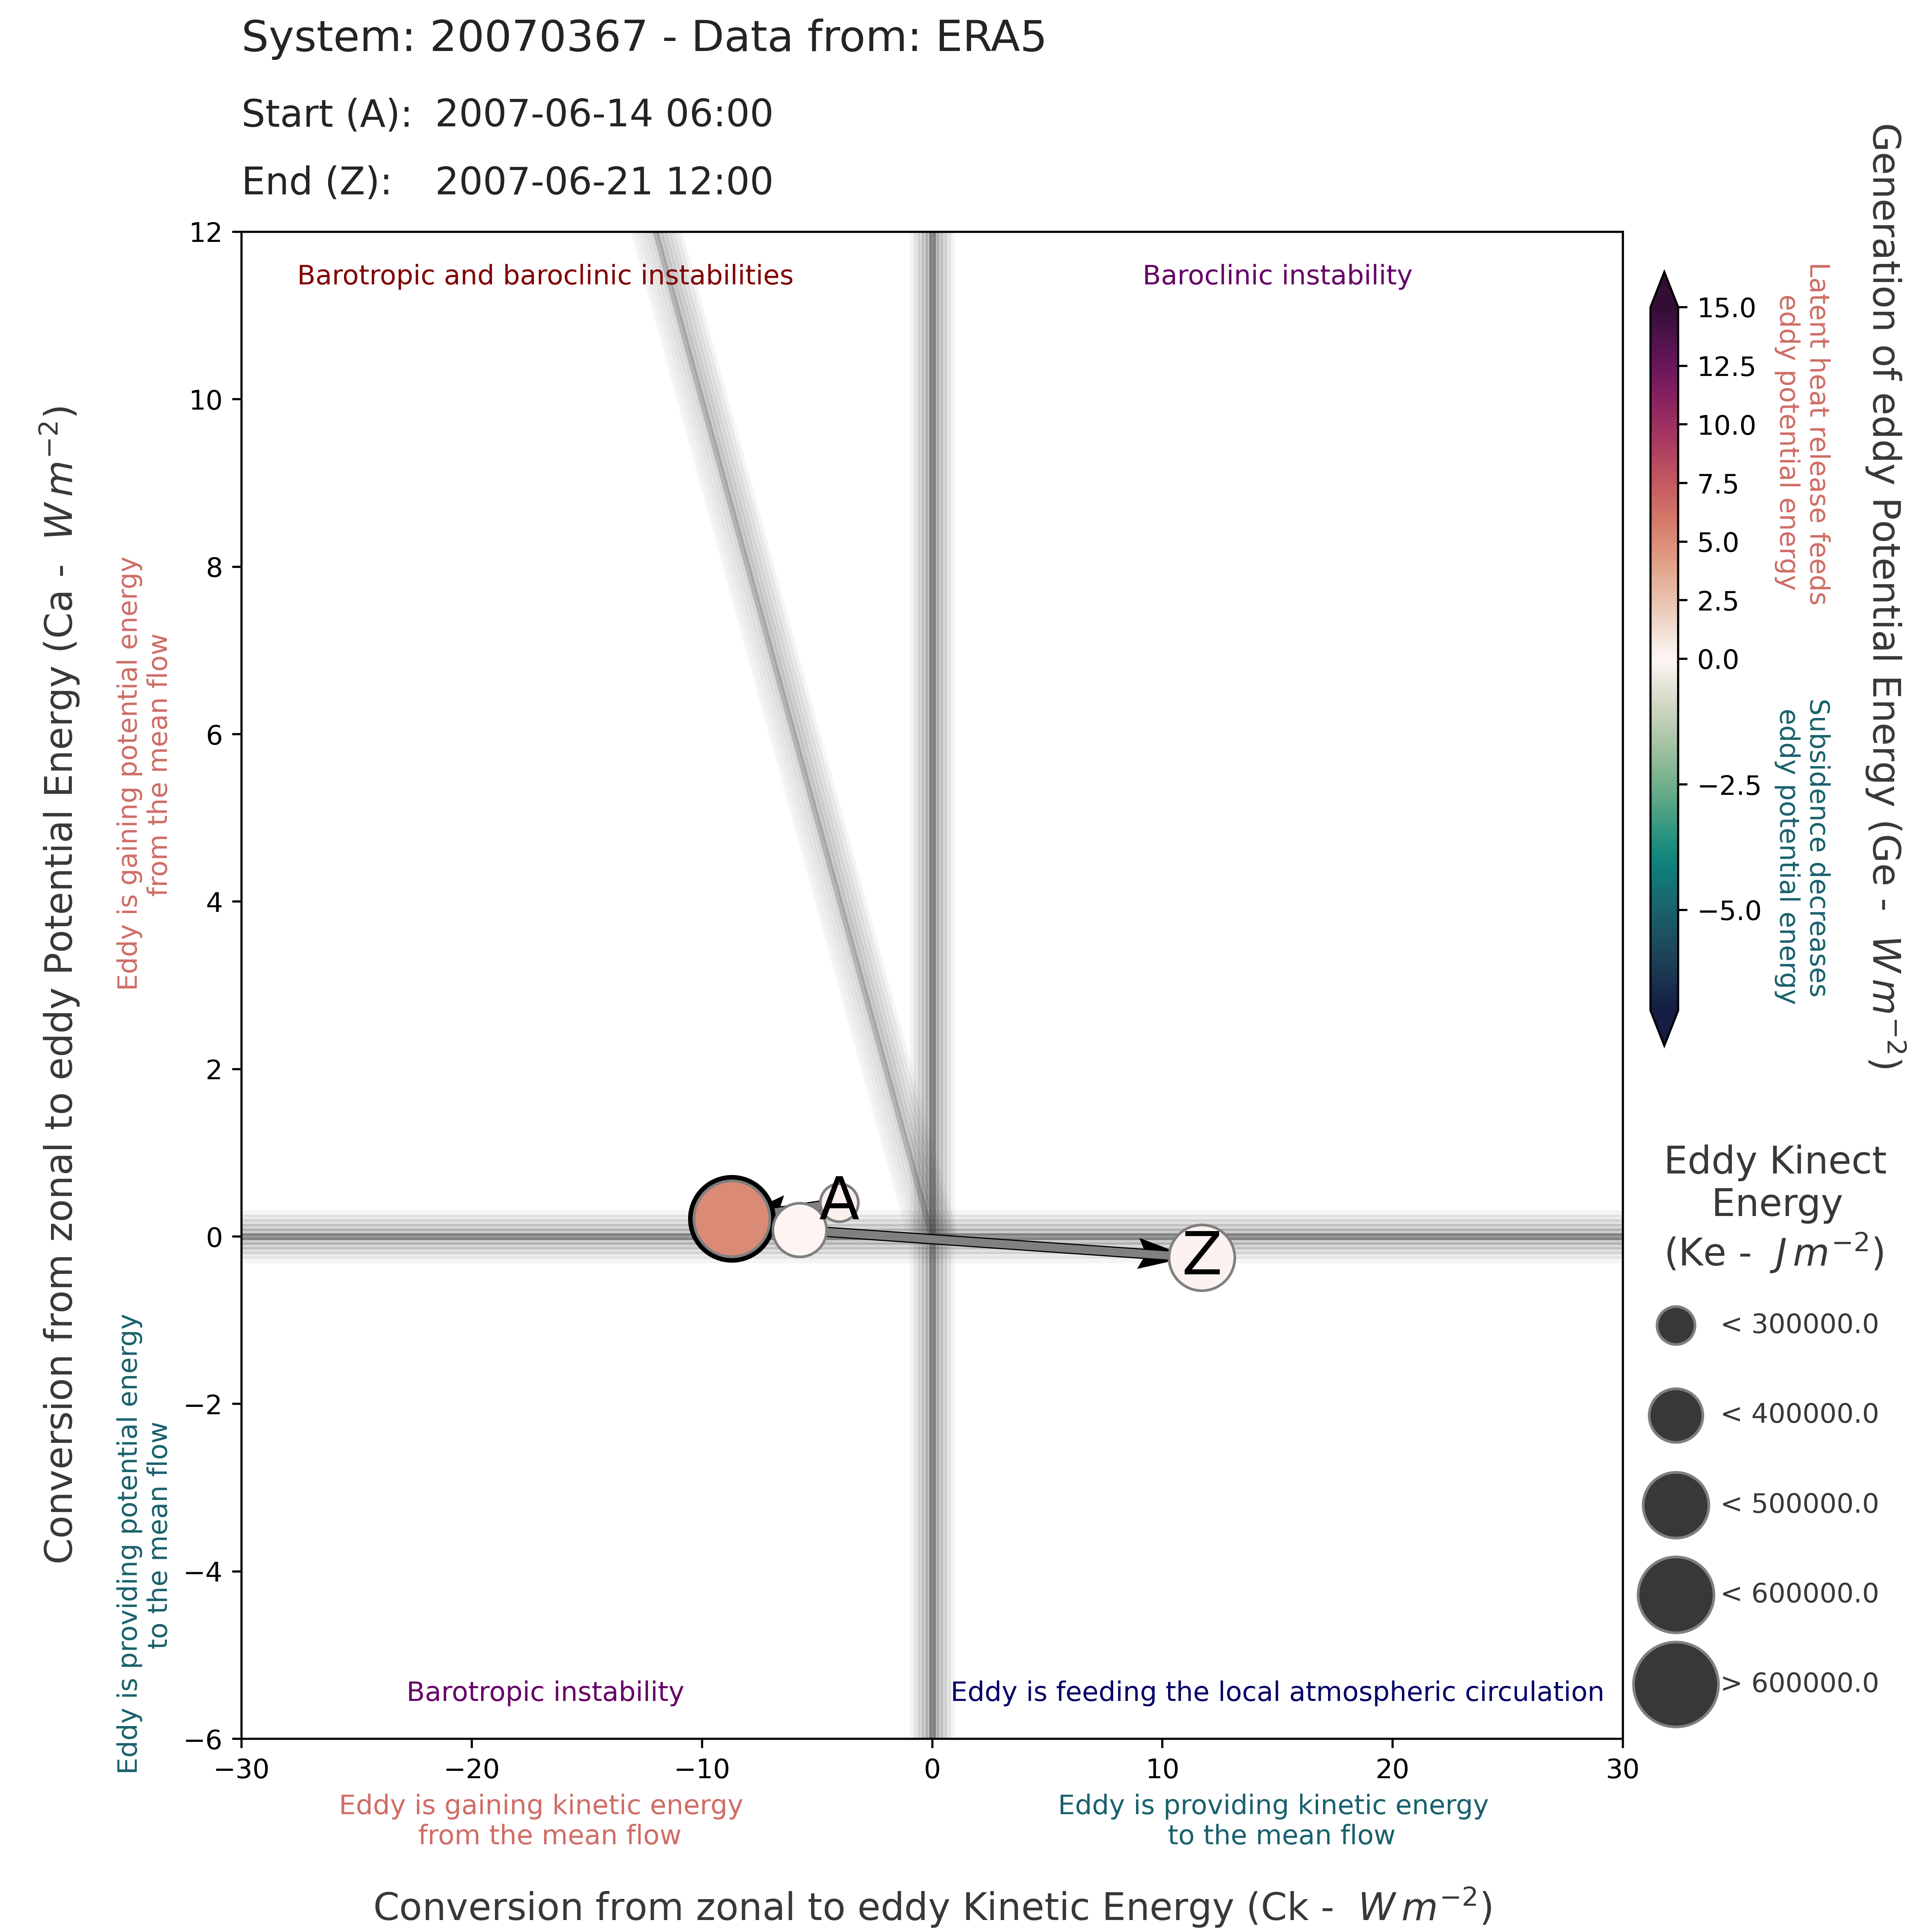 System: 20070367 - Data from: ERA5
Start (A): 2007-06-14 06:00
End (Z): 2007-06-21 12:00
Barotropic and baroclinic instabilities
Baroclinic instability
Barotropic instability
Eddy is feeding the local atmospheric circulation
A
Z
12
10
8
6
4
2
0
−2
−4
−6
−30
−20
−10
0
10
20
30
Conversion from zonal to eddy Potential Energy (Ca - W m⁻²)
Eddy is gaining potential energy
from the mean flow
Eddy is providing potential energy
to the mean flow
Eddy is gaining kinetic energy
from the mean flow
Eddy is providing kinetic energy
to the mean flow
Conversion from zonal to eddy Kinetic Energy (Ck - W m⁻²)
15.0
12.5
10.0
7.5
5.0
2.5
0.0
−2.5
−5.0
Latent heat release feeds
eddy potential energy
Subsidence decreases
eddy potential energy
Generation of eddy Potential Energy (Ge - W m⁻²)
Eddy Kinect
Energy
(Ke - J m⁻²)
< 300000.0
< 400000.0
< 500000.0
< 600000.0
> 600000.0